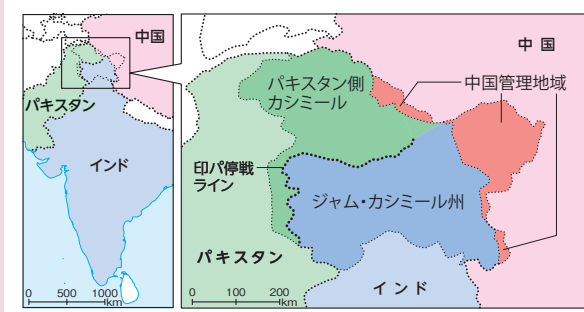 中国
パキスタン
インド
0 500 1000
km
中国
パキスタン側
カシミール
中国管理地域
印パ停戦
ライン
ジャム・カシミール州
パキスタン
インド
0 100 200
km